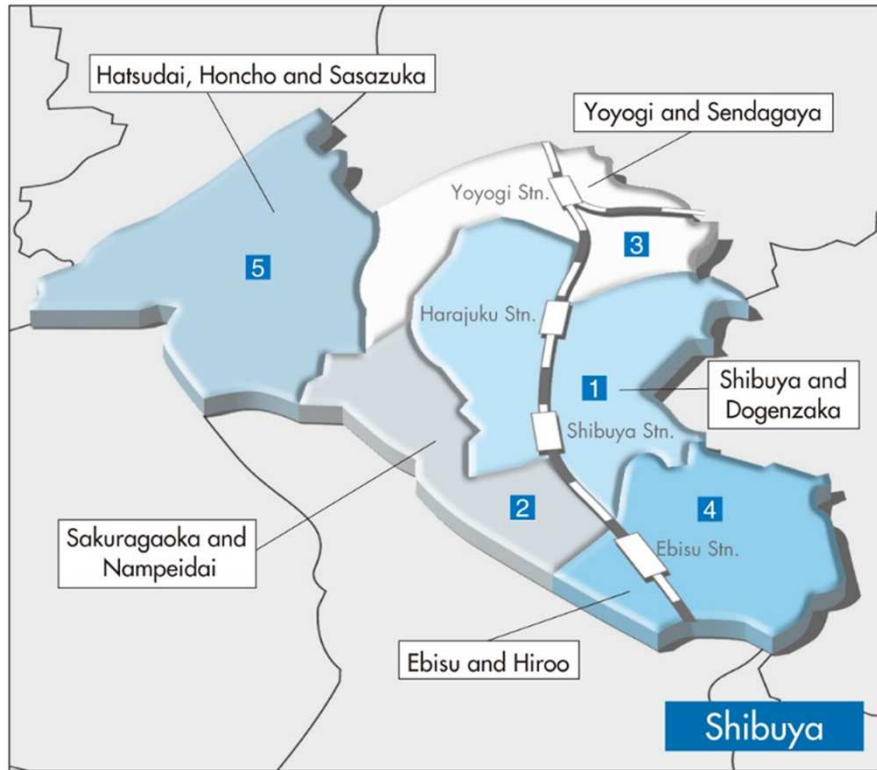 Hatsudai, Honcho and Sasazuka
Yoyogi and Sendagaya
Yoyogi Stn.
3
5
Harajuku Stn.
1
Shibuya and
Dogenzaka
Shibuya Stn.
2
4
Sakuragaoka and
Nampeidai
Ebisu Stn.
Ebisu and Hiroo
Shibuya